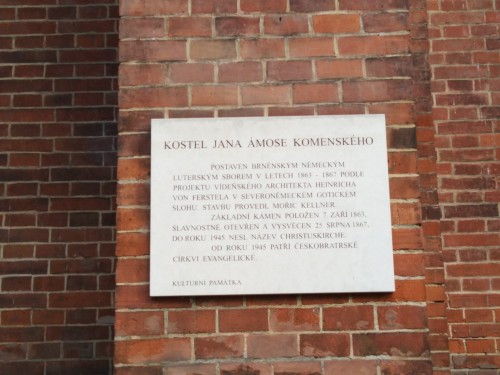 KOSTEL JANA ÁMOSE KOMENSKÉHO
POSTAVEN BRNĚNSKÝM NĚMECKÝM
LUTERSKÝM SBOREM V LETECH 1863 - 1867 PODLE
PROJEKTU VÍDEŇSKÉHO ARCHITEKTA HEINRICHA
VON FERSTELA V SEVERONĚMECKÉM GOTICKÉM
SLOHU. STAVBU PROVEDL MOŘIC KELLNER.
ZÁKLADNÍ KÁMEN POLOŽEN 7. ZÁŘÍ 1863,
SLAVNOSTNĚ OTEVŘEN A VYSVĚCEN 25. SRPNA 1867.
DO ROKU 1945 NESL NÁZEV CHRISTUSKIRCHE.
OD ROKU 1945 PATŘÍ ČESKOBRATRSKÉ
CÍRKVI EVANGELICKÉ.
KULTURNÍ PAMÁTKA